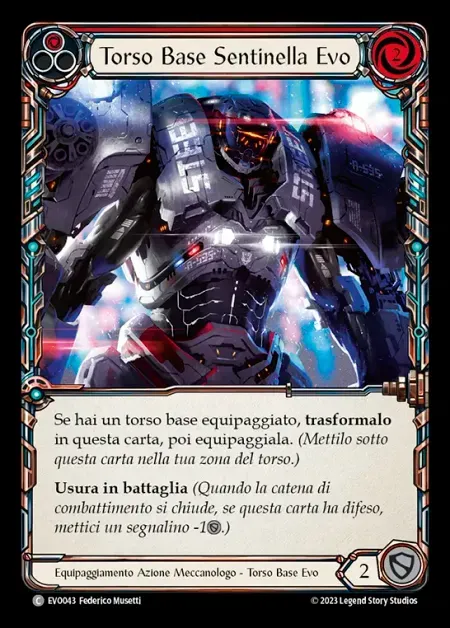 Torso Base Sentinella Evo
2
A-595
Se hai un torso base equipaggiato, trasformalo
in questa carta, poi equipaggiala. (Mettilo sotto
questa carta nella tua zona del torso.)
Usura in battaglia (Quando la catena di
combattimento si chiude, se questa carta ha difeso,
mettici un segnalino -1.)
Equipaggiamento Azione Meccanologo - Torso Base Evo
2
C EVO043 Federico Musetti
© 2023 Legend Story Studios